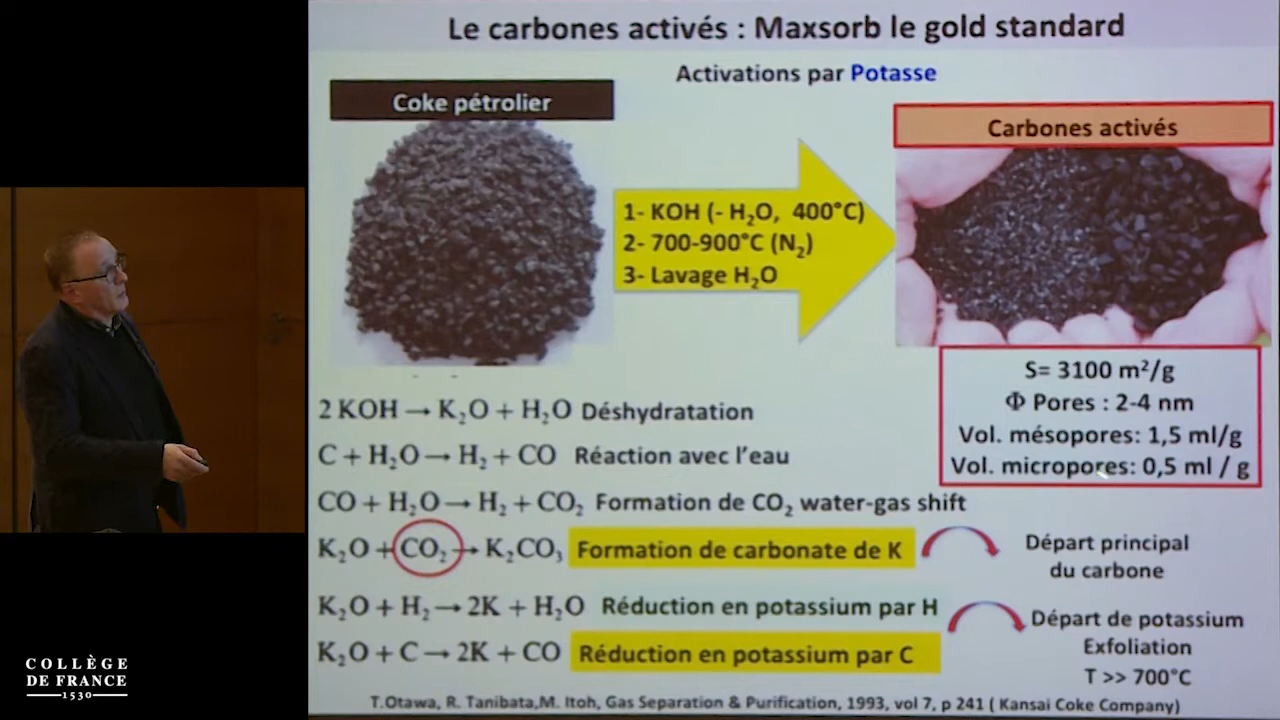 Le carbones activés : Maxsorb le gold standard
Activations par Potasse
Coke pétrolier
Carbones activés
1- KOH (- H₂O, 400°C)
2- 700-900°C (N₂)
3- Lavage H₂O
S= 3100 m²/g
Φ Pores : 2-4 nm
Vol. mésopores: 1,5 ml/g
Vol. micropores: 0,5 ml / g
2 KOH → K₂O + H₂O Déshydratation
C + H₂O → H₂ + CO Réaction avec l'eau
CO + H₂O → H₂ + CO₂ Formation de CO₂ water-gas shift
K₂O + CO₂ → K₂CO₃ Formation de carbonate de K
Départ principal
du carbone
K₂O + H₂ → 2K + H₂O Réduction en potassium par H
K₂O + C → 2K + CO Réduction en potassium par C
Départ de potassium
Exfoliation
T >> 700°C
T.Otawa, R. Tanibata,M. Itoh, Gas Separation & Purification, 1993, vol 7, p 241 ( Kansai Coke Company)
COLLÈGE
DE FRANCE
1530